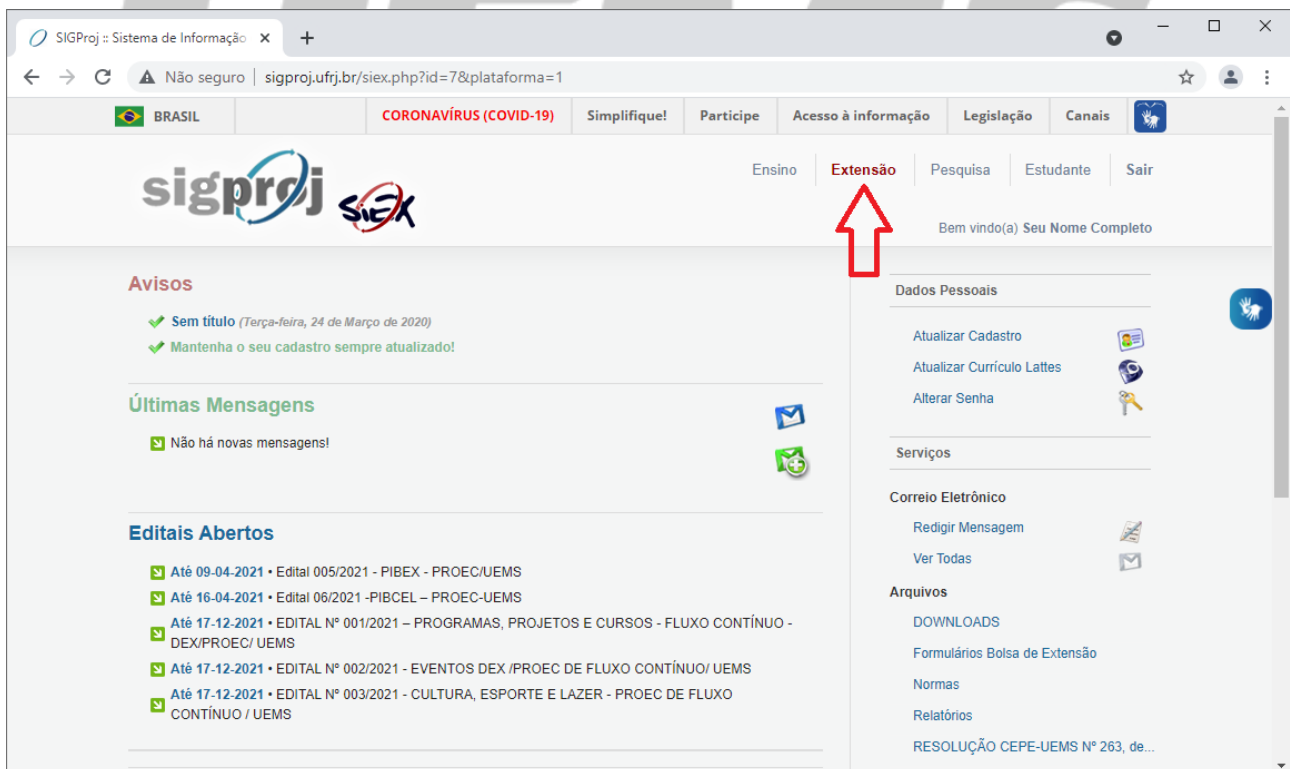 SIGProj :: Sistema de Informação
Não seguro | sigproj.ufrj.br/siex.php?id=7&plataforma=1
BRASIL CORONAVÍRUS (COVID-19) Simplifique! Participe Acesso à informação Legislação Canais
sigproj siex
Ensino Extensão Pesquisa Estudante Sair
Bem vindo(a) Seu Nome Completo
Avisos
Sem título (Terça-feira, 24 de Março de 2020)
Mantenha o seu cadastro sempre atualizado!
Últimas Mensagens
Não há novas mensagens!
Editais Abertos
Até 09-04-2021 • Edital 005/2021 - PIBEX - PROEC/UEMS
Até 16-04-2021 • Edital 06/2021 -PIBCEL – PROEC-UEMS
Até 17-12-2021 • EDITAL Nº 001/2021 – PROGRAMAS, PROJETOS E CURSOS - FLUXO CONTÍNUO -
DEX/PROEC/ UEMS
Até 17-12-2021 • EDITAL Nº 002/2021 - EVENTOS DEX /PROEC DE FLUXO CONTÍNUO/ UEMS
Até 17-12-2021 • EDITAL Nº 003/2021 - CULTURA, ESPORTE E LAZER - PROEC DE FLUXO
CONTÍNUO / UEMS
Dados Pessoais
Atualizar Cadastro
Atualizar Currículo Lattes
Alterar Senha
Serviços
Correio Eletrônico
Redigir Mensagem
Ver Todas
Arquivos
DOWNLOADS
Formulários Bolsa de Extensão
Normas
Relatórios
RESOLUÇÃO CEPE-UEMS Nº 263, de...